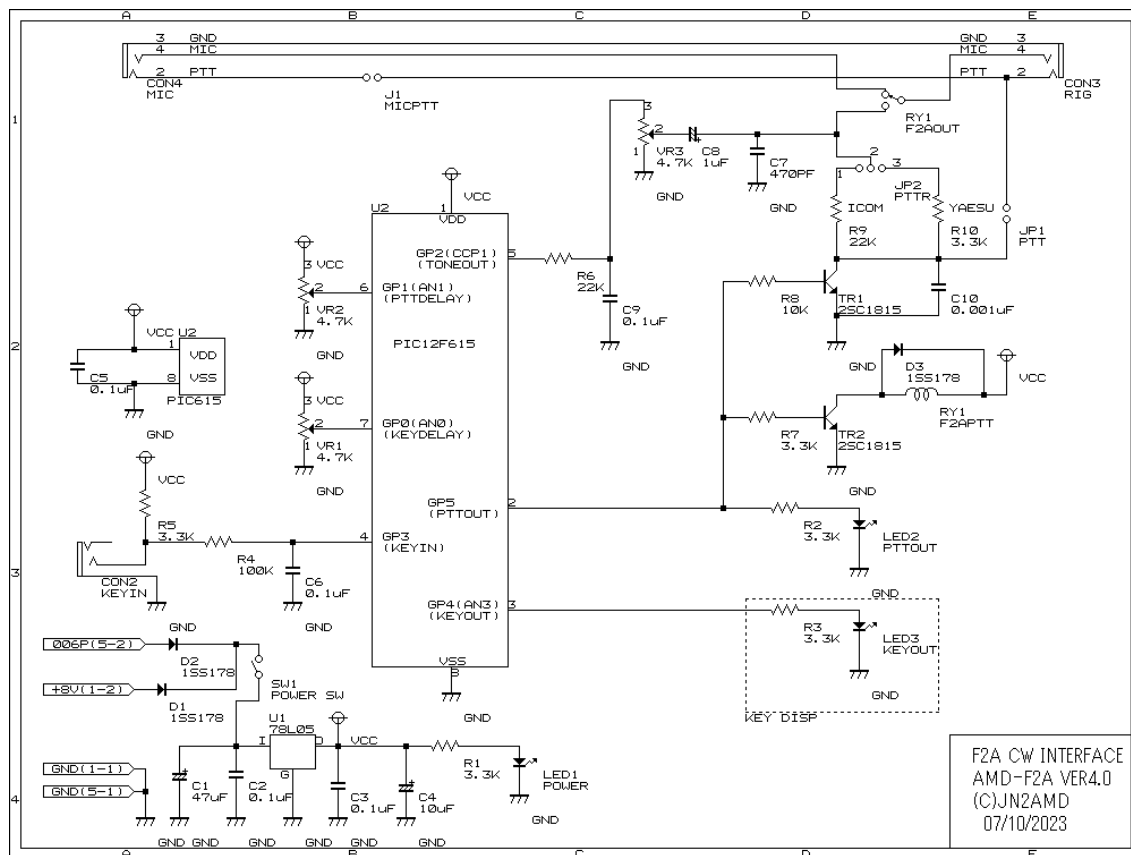 A B C D E
3 GND
4 MIC
2 PTT
CON4
MIC
J1
MICPTT
GND 3
MIC 4
PTT 2
CON3
RIG
RY1
F2AOUT
1
3
2
1
VR3
4.7K
C8
1uF
C7
470PF
GND
GND
2
1
3
JP2
PTTR
ICOM
YAESU
R9
22K
R10
3.3K
JP1
PTT
VCC
U2
1
VDD
GP2(CCP1)
(TONEOUT)
5
R6
22K
C9
0.1uF
GND
3 VCC
2
1 VR2
4.7K
GND
6
GP1(AN1)
(PTTDELAY)
PIC12F615
R8
10K
TR1
2SC1815
C10
0.001uF
GND
2
VCC U2
1
VDD
8
VSS
PIC615
C5
0.1uF
GND
D3
1SS178
VCC
RY1
F2APTT
3 VCC
2
1 VR1
4.7K
GND
7
GP0(AN0)
(KEYDELAY)
R7
3.3K
TR2
2SC1815
GND
VCC
R5
3.3K
GP5
(PTTOUT)
2
R2
3.3K
LED2
PTTOUT
GND
3
CON2
KEYIN
GND
R4
100K
C6
0.1uF
GND
4
GP3
(KEYIN)
GP4(AN3)
(KEYOUT)
3
R3
3.3K
LED3
KEYOUT
GND
KEY DISP
VSS
8
GND
006P(5-2)
D2
1SS178
+8V(1-2)
D1
1SS178
SW1
POWER SW
U1
78L05
I
O
G
VCC
R1
3.3K
LED1
POWER
GND
GND(1-1)
GND(5-1)
C1
47uF
C2
0.1uF
C3
0.1uF
C4
10uF
4
GND GND GND GND GND
F2A CW INTERFACE
AMD-F2A VER4.0
(C)JN2AMD
07/10/2023
A B C D E